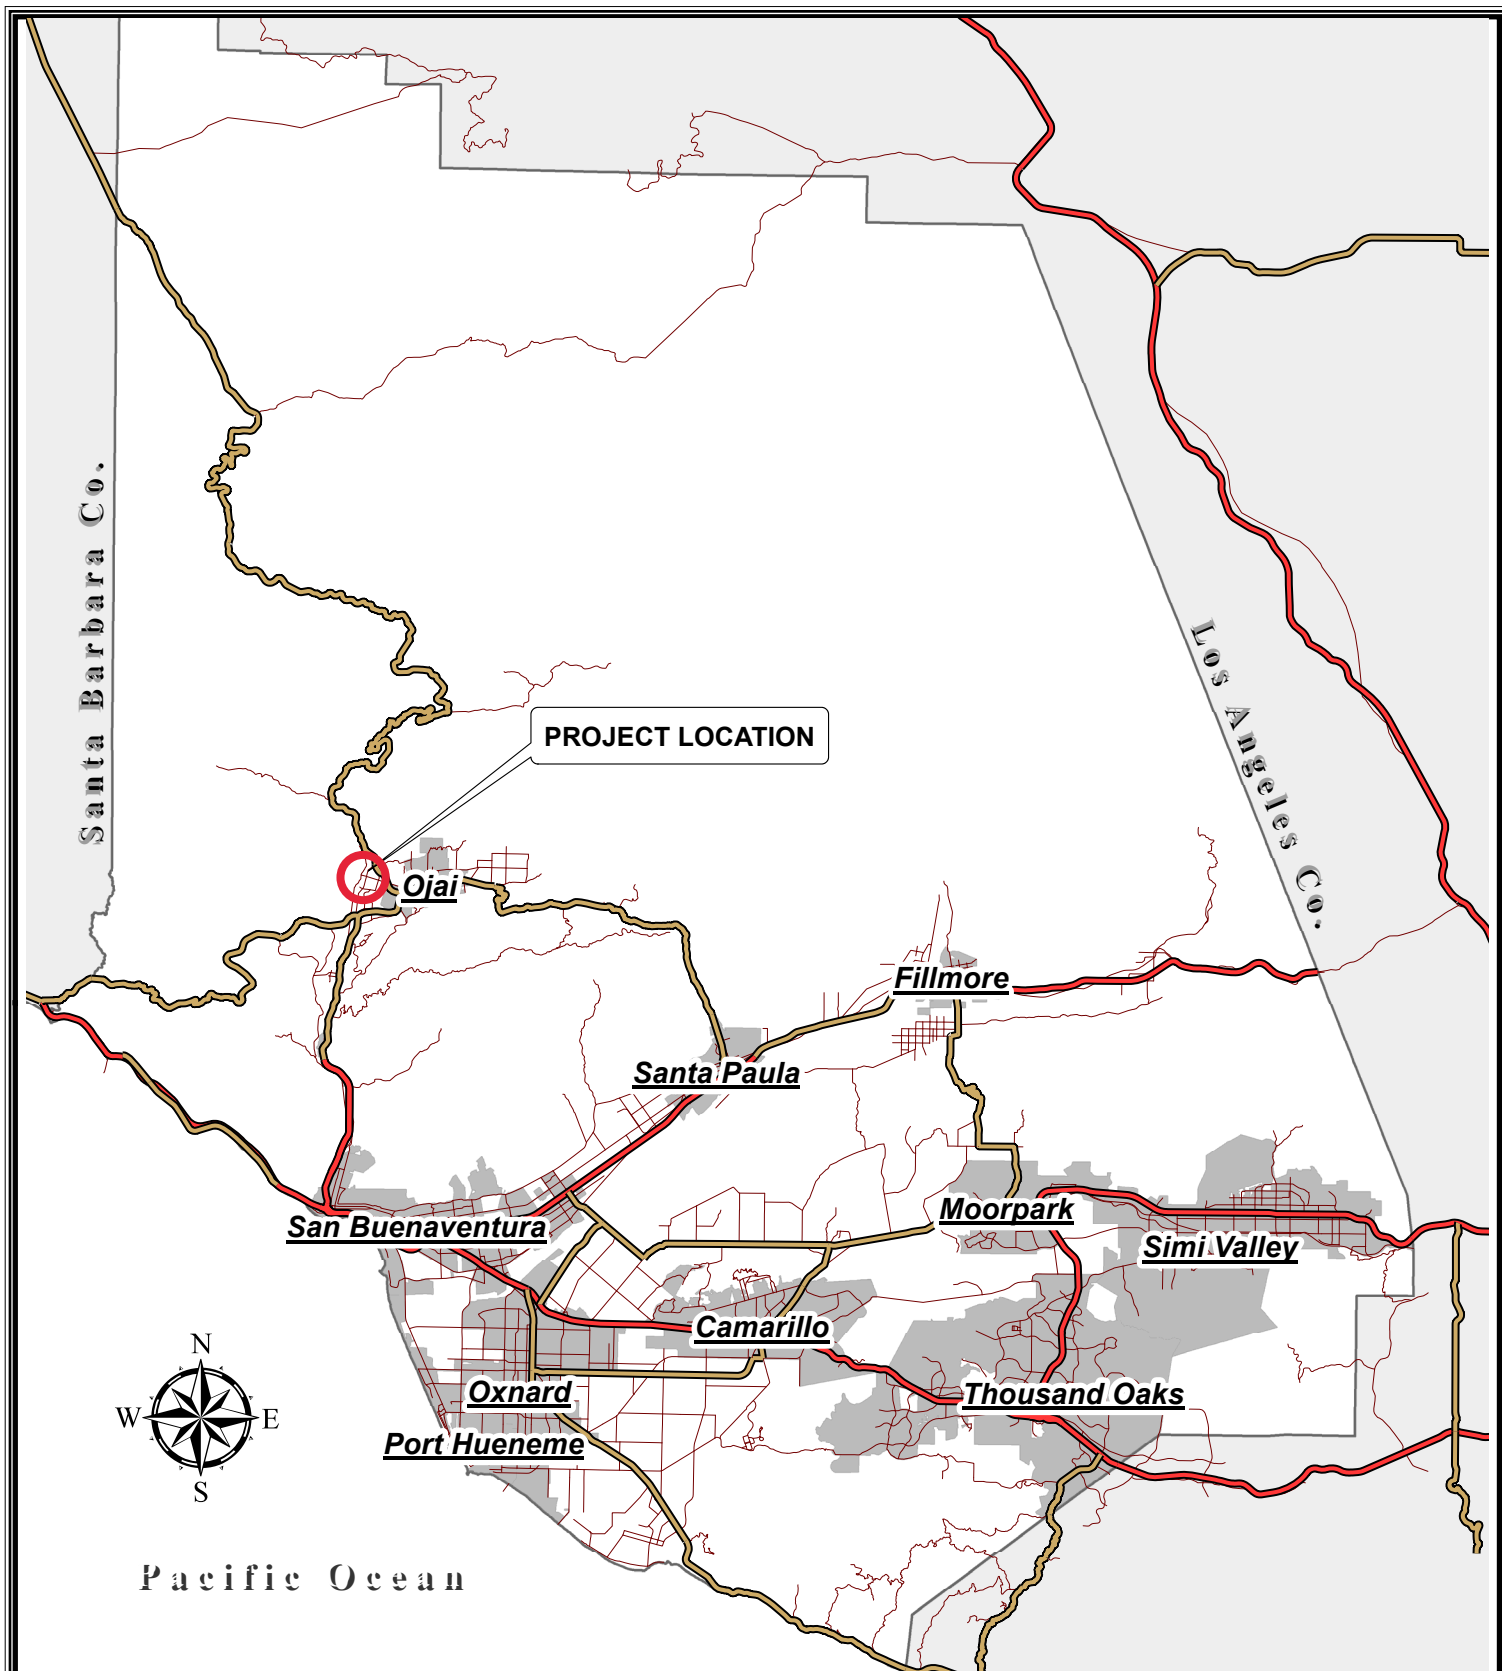 Santa Barbara Co.
Los Angeles Co.
PROJECT LOCATION
Ojai
Fillmore
Santa Paula
Moorpark
San Buenaventura
Simi Valley
Camarillo
Oxnard
Thousand Oaks
Port Hueneme
N
W E
S
Pacific Ocean